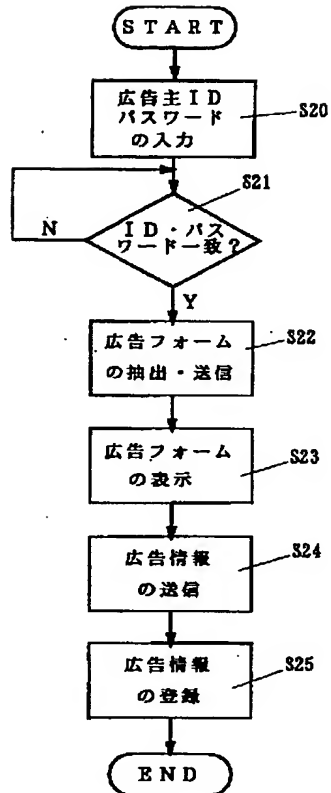 START
広告主ID
パスワード
の入力
S20
S21
ID・パス
ワード一致？
N
Y
広告フォーム
の抽出・送信
S22
広告フォーム
の表示
S23
広告情報
の送信
S24
広告情報
の登録
S25
END